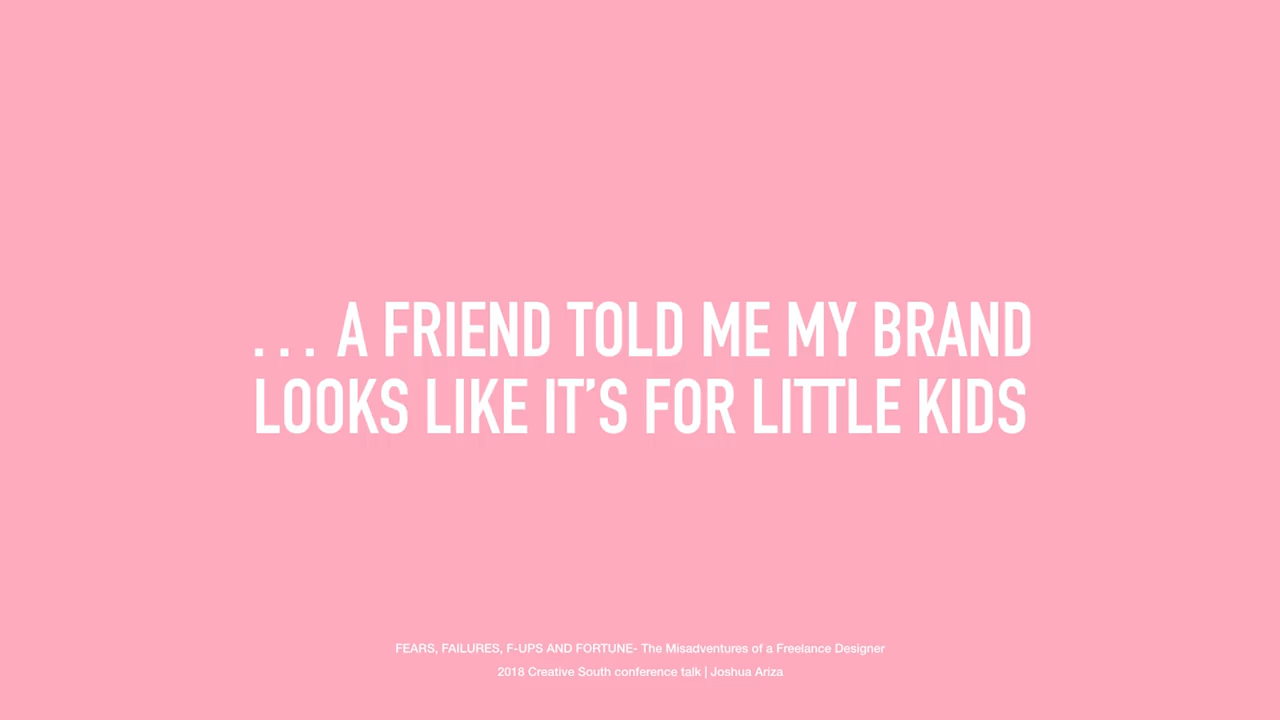 . . . A FRIEND TOLD ME MY BRAND
LOOKS LIKE IT’S FOR LITTLE KIDS
FEARS, FAILURES, F-UPS AND FORTUNE- The Misadventures of a Freelance Designer
2018 Creative South conference talk | Joshua Ariza